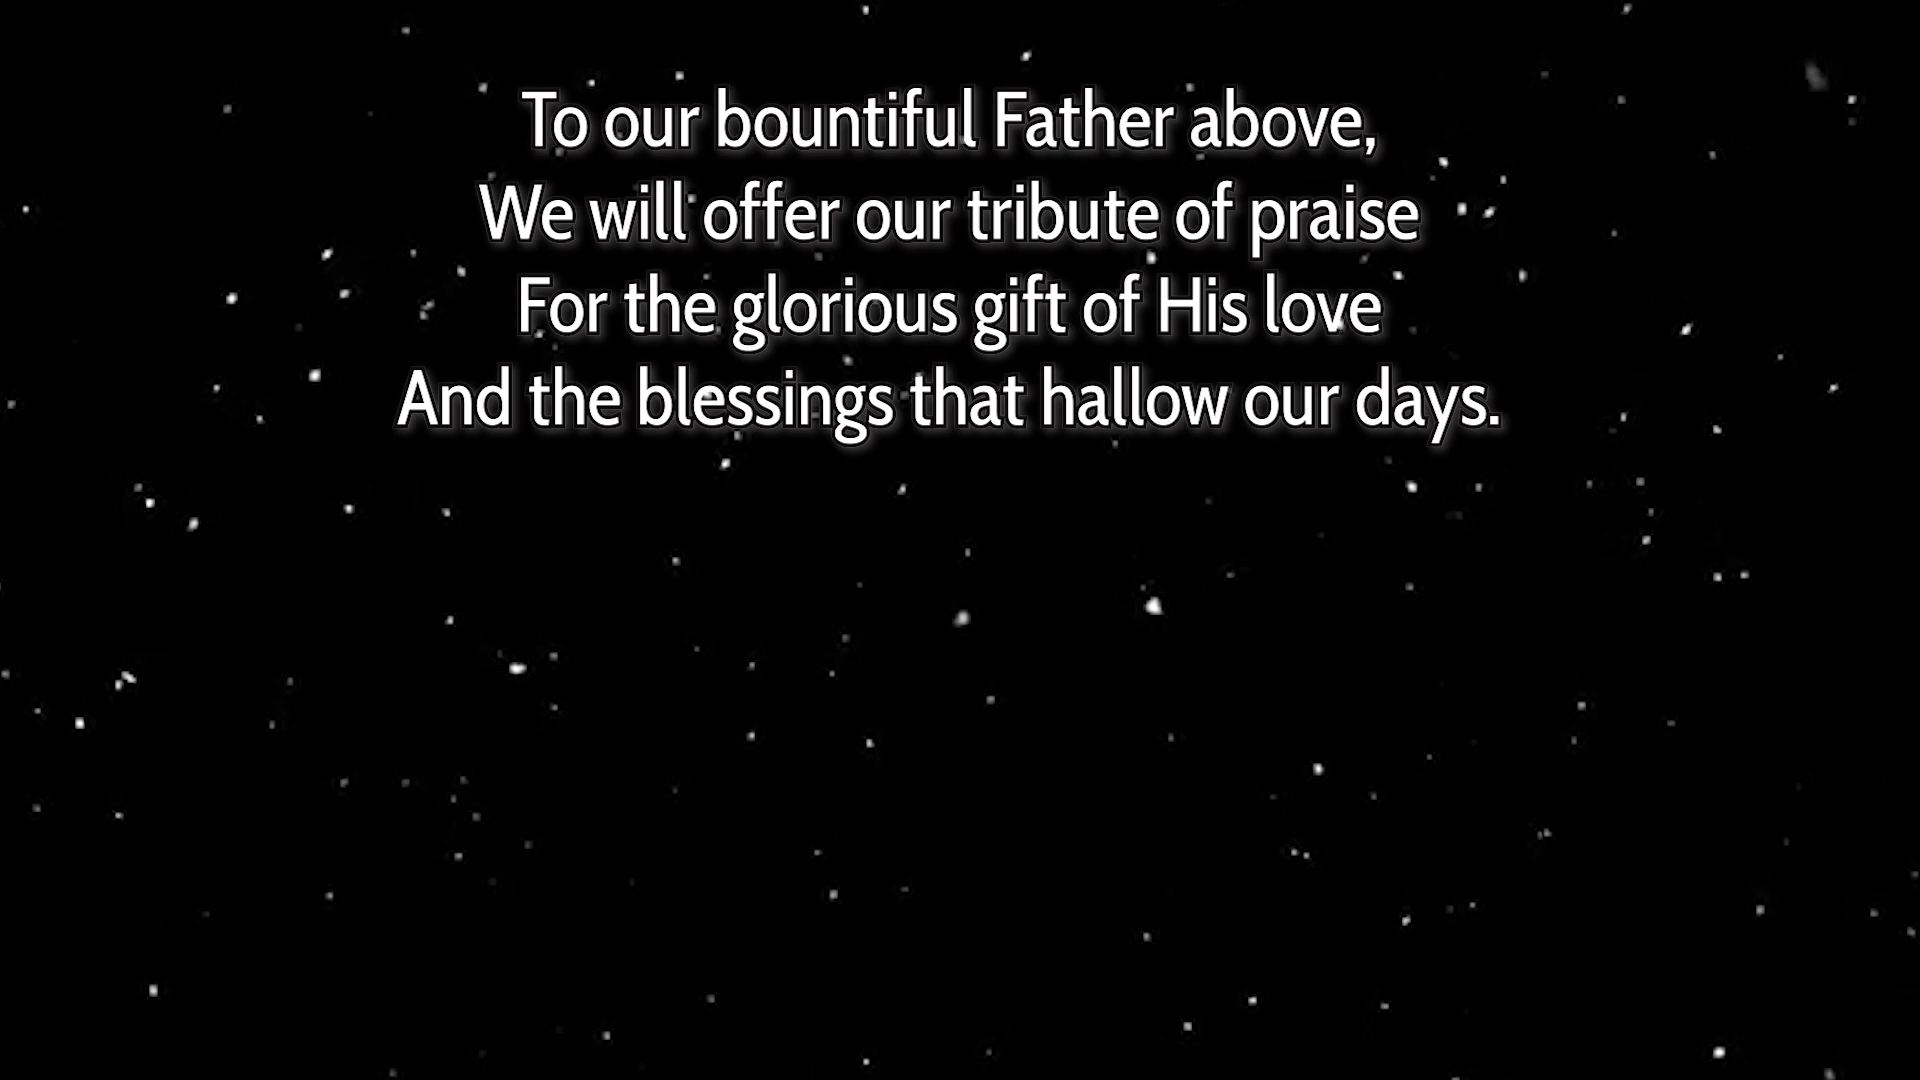 To our bountiful Father above,
We will offer our tribute of praise
For the glorious gift of His love
And the blessings that hallow our days.